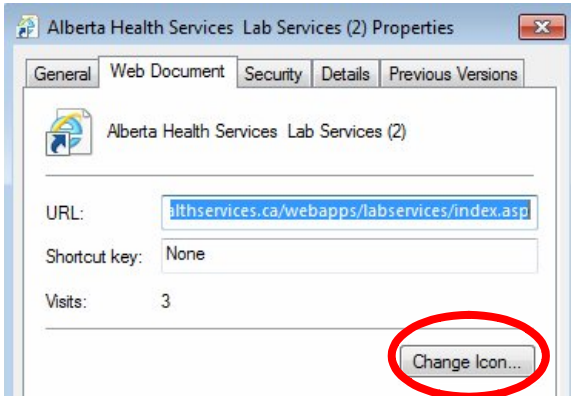 Alberta Health Services Lab Services (2) Properties
General Web Document Security Details Previous Versions
Alberta Health Services Lab Services (2)
URL: althservices.ca/webapps/labservices/index.asp
Shortcut key: None
Visits: 3
Change Icon...